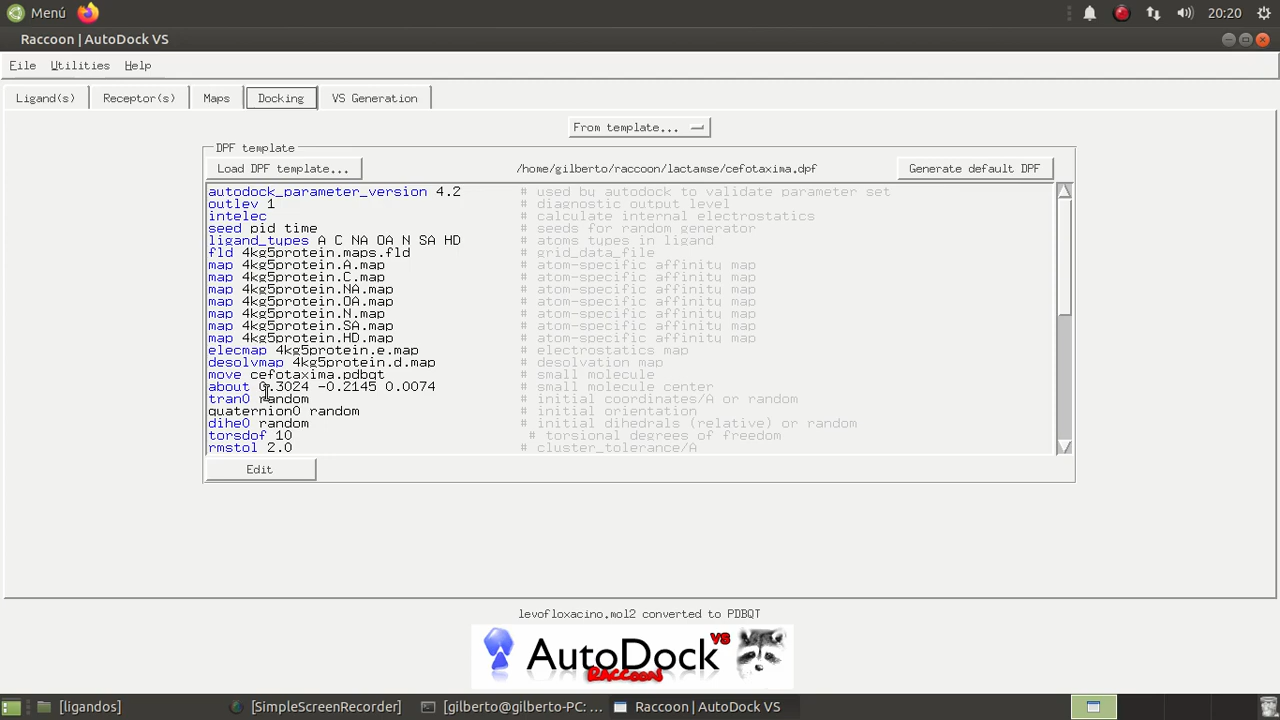 Menú
20:20
Raccoon | AutoDock VS
File Utilities Help
Ligand(s) Receptor(s) Maps Docking VS Generation
From template...
DPF template
Load DPF template... /home/gilberto/raccoon/lactamse/cefotaxima.dpf Generate default DPF
autodock_parameter_version 4.2 # used by autodock to validate parameter set
outlev 1 # diagnostic output level
intelec # calculate internal electrostatics
seed pid time # seeds for random generator
ligand_types A C NA OA N SA HD # atoms types in ligand
fld 4kg5protein.maps.fld # grid_data_file
map 4kg5protein.A.map # atom-specific affinity map
map 4kg5protein.C.map # atom-specific affinity map
map 4kg5protein.NA.map # atom-specific affinity map
map 4kg5protein.OA.map # atom-specific affinity map
map 4kg5protein.N.map # atom-specific affinity map
map 4kg5protein.SA.map # atom-specific affinity map
map 4kg5protein.HD.map # atom-specific affinity map
elecmap 4kg5protein.e.map # electrostatics map
desolvmap 4kg5protein.d.map # desolvation map
move cefotaxima.pdbqt # small molecule
about 0.3024 -0.2145 0.0074 # small molecule center
tran0 random # initial coordinates/A or random
quaternion0 random # initial orientation
dihe0 random # initial dihedrals (relative) or random
torsdof 10 # torsional degrees of freedom
rmstol 2.0 # cluster_tolerance/A
Edit
levofloxacino.mol2 converted to PDBQT
AutoDock VS
RACCOON
[ligandos] [SimpleScreenRecorder] [gilberto@gilberto-PC: ... Raccoon | AutoDock VS